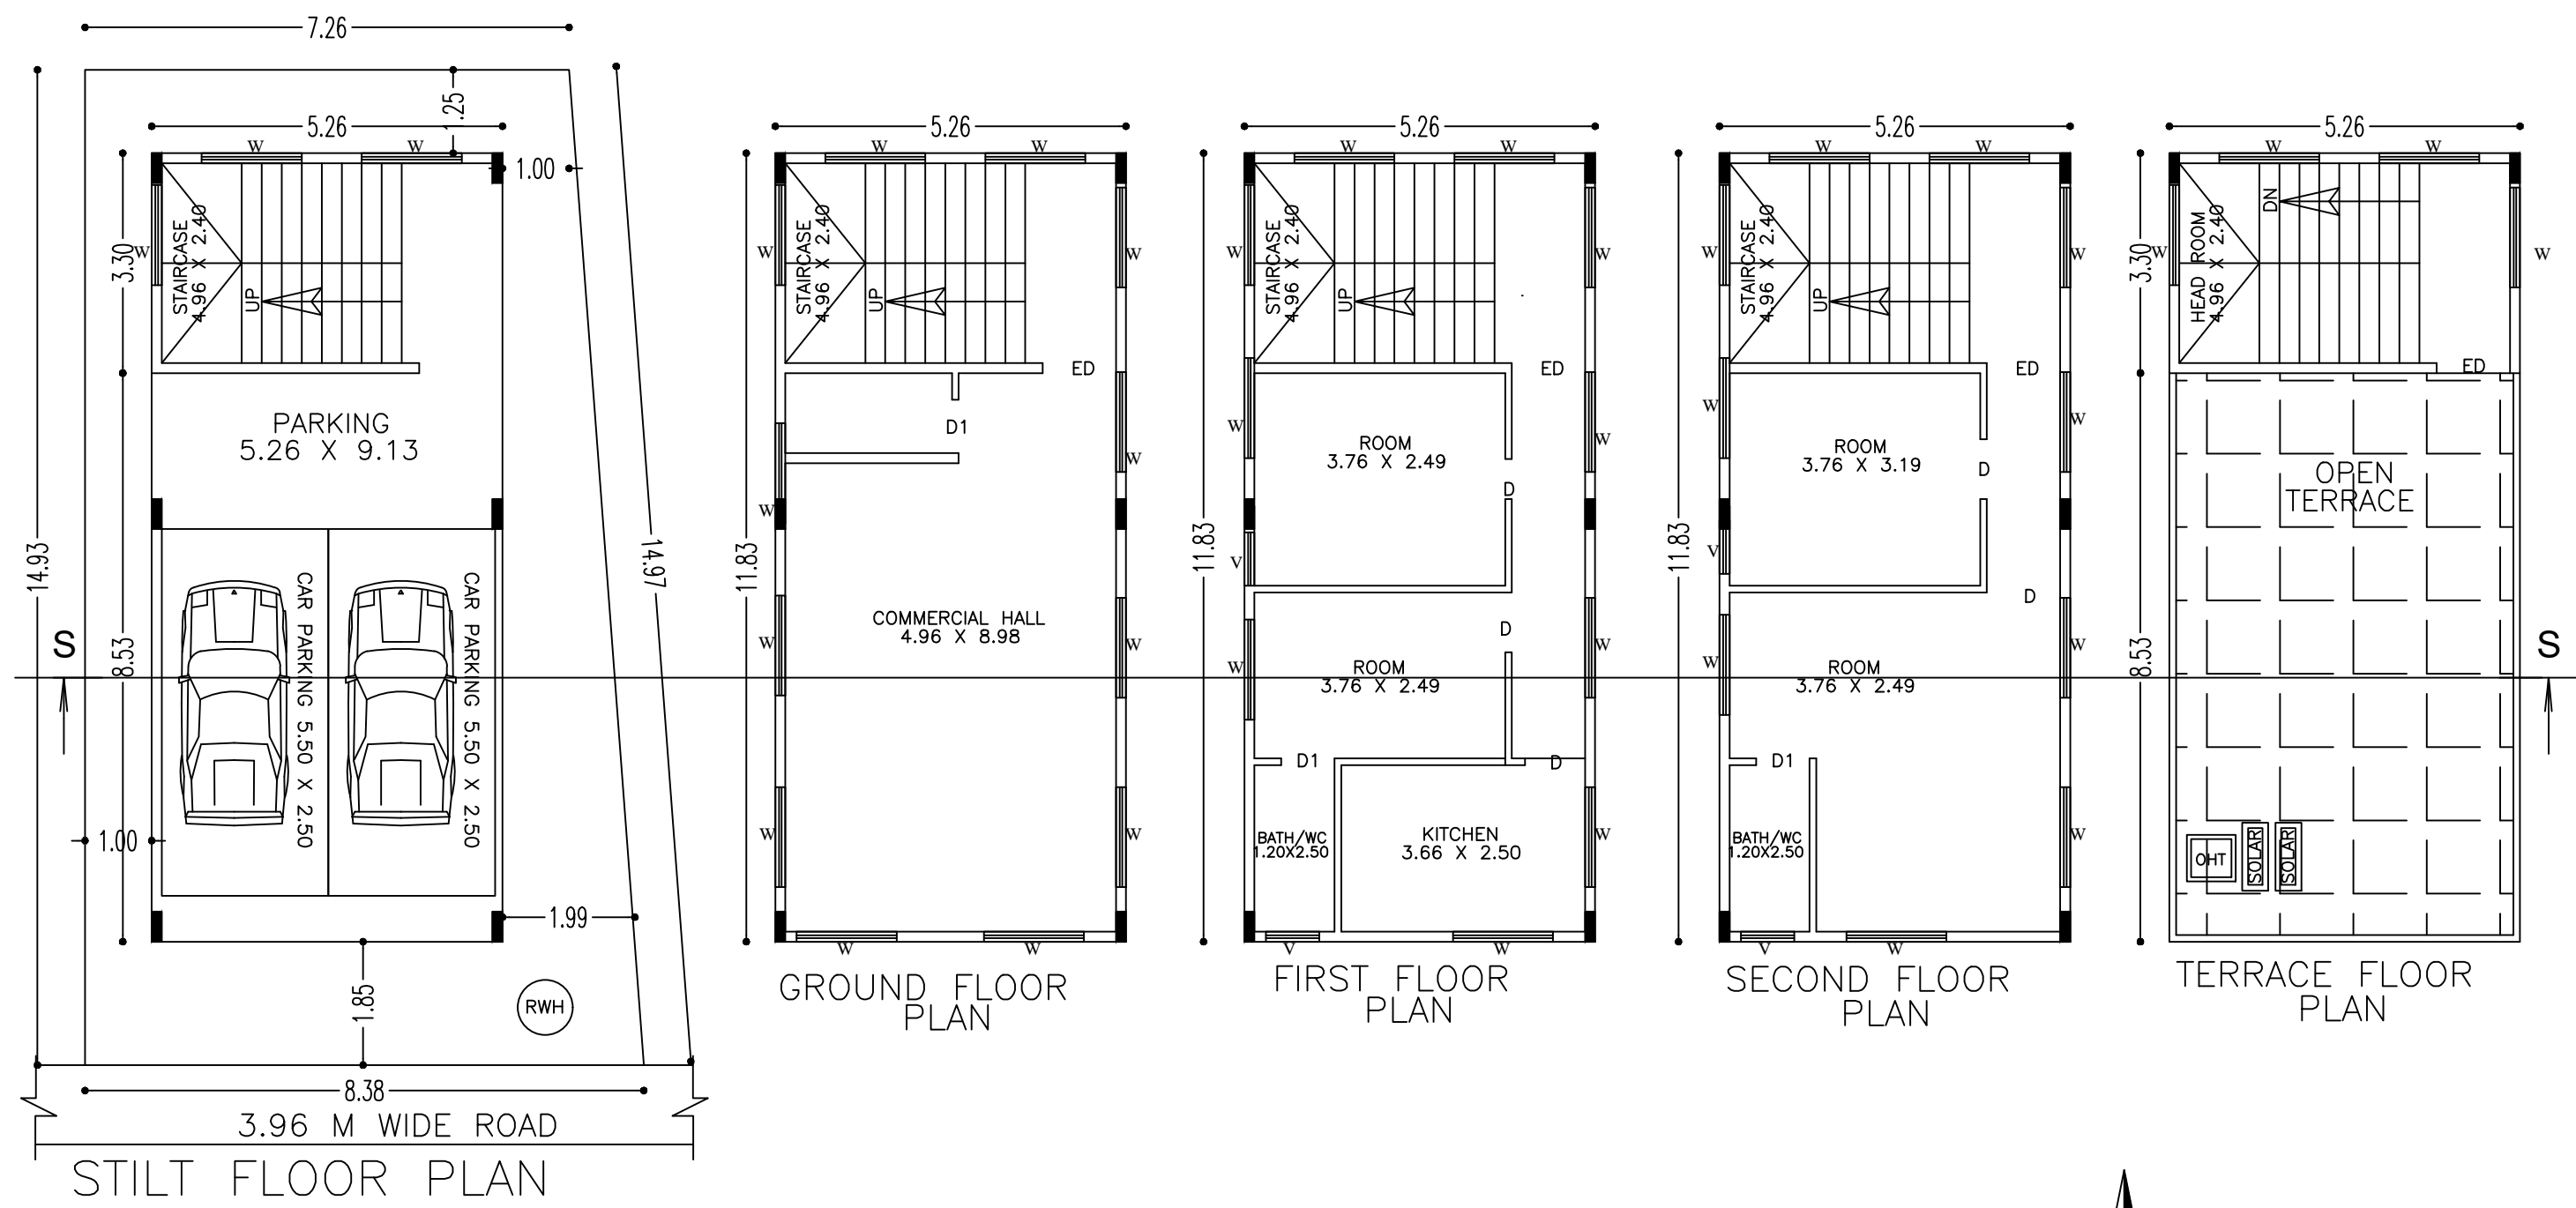 7.26
1.25
5.26
1.00
W
W
W
3.30
STAIRCASE
4.96 X 2.40
UP
PARKING
5.26 X 9.13
14.93
14.97
8.53
S
CAR PARKING 5.50 X 2.50
CAR PARKING 5.50 X 2.50
1.00
1.99
1.85
RWH
8.38
3.96 M WIDE ROAD
STILT FLOOR PLAN
5.26
W
W
W
STAIRCASE
4.96 X 2.40
UP
W
ED
D1
W
W
11.83
COMMERCIAL HALL
4.96 X 8.98
W
W
W
W
W
W
GROUND FLOOR
PLAN
5.26
W
W
W
STAIRCASE
4.96 X 2.40
UP
W
ED
W
ROOM
3.76 X 2.49
W
D
11.83
V
D
W
ROOM
3.76 X 2.49
W
D1
D
BATH/WC
1.20X2.50
KITCHEN
3.66 X 2.50
W
V
W
FIRST FLOOR
PLAN
5.26
W
W
W
STAIRCASE
4.96 X 2.40
UP
W
ED
W
W
ROOM
3.76 X 3.19
D
11.83
V
D
W
ROOM
3.76 X 2.49
W
D1
BATH/WC
1.20X2.50
W
V
W
SECOND FLOOR
PLAN
5.26
W
W
DN
3.30
W
HEAD ROOM
4.96 X 2.40
W
ED
OPEN
TERRACE
8.53
S
OHT
SOLAR
SOLAR
TERRACE FLOOR
PLAN